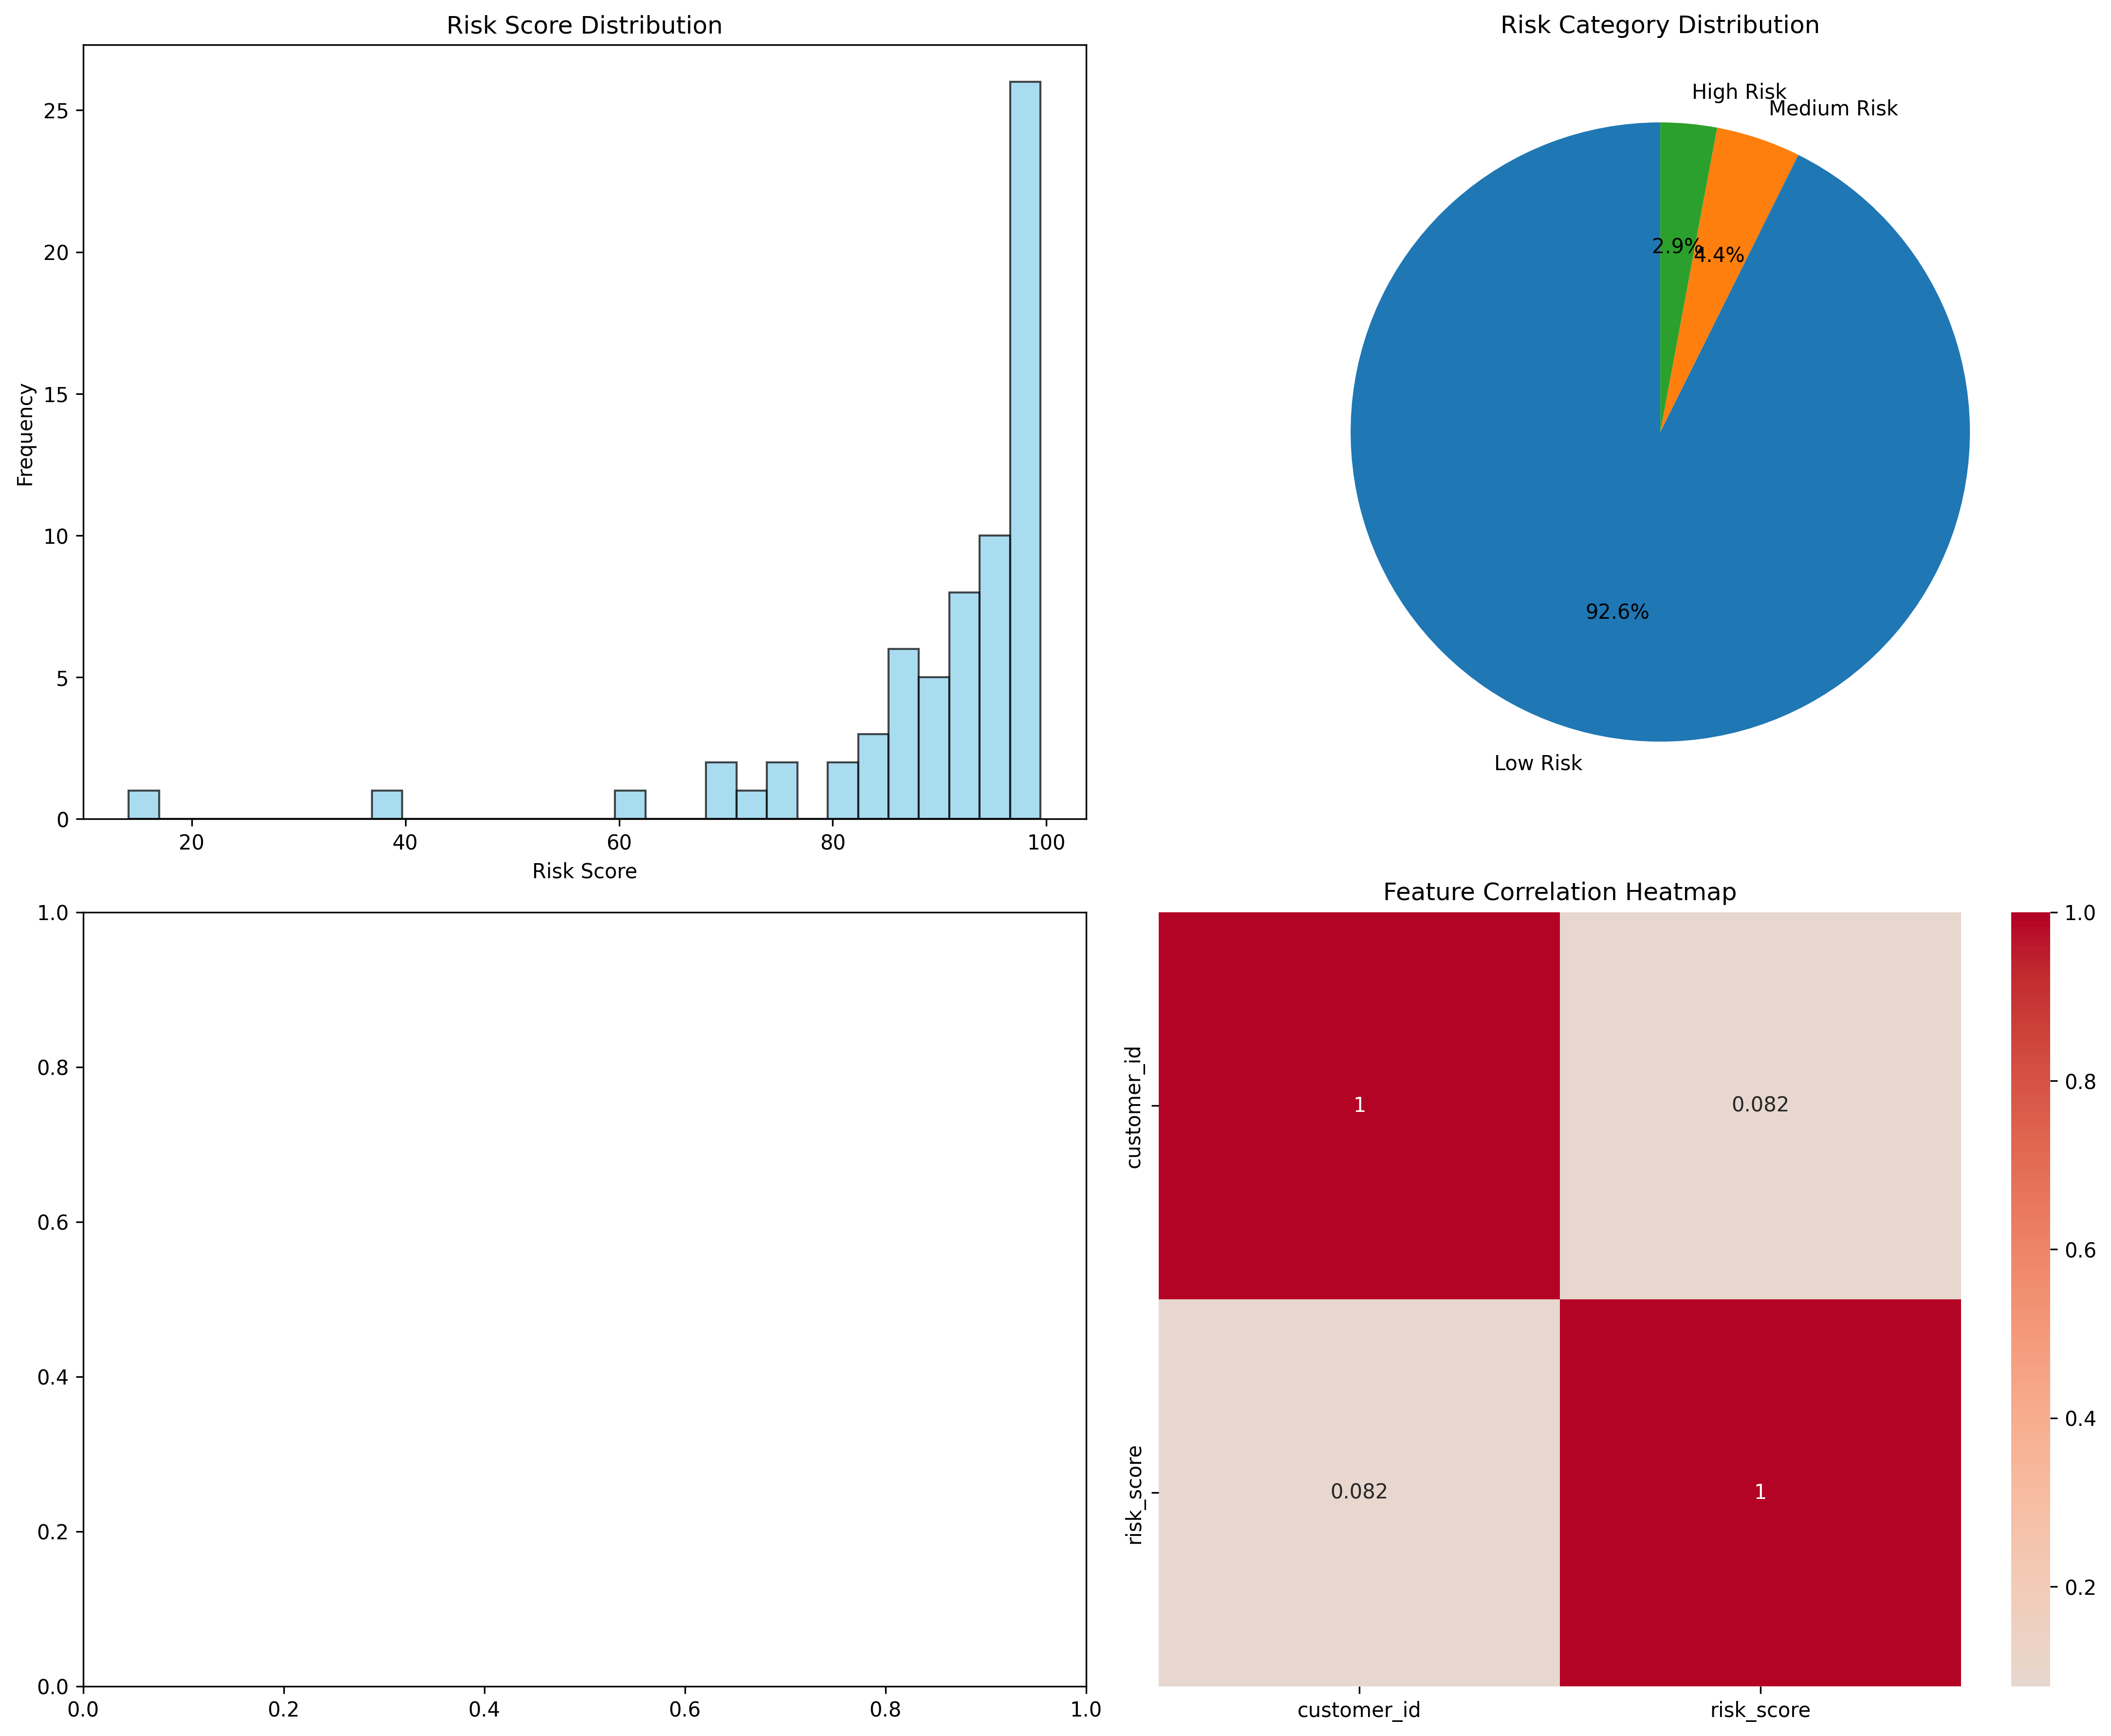 Risk Score Distribution
25
20
15
10
5
0
Frequency
20 40 60 80 100
Risk Score
Risk Category Distribution
High Risk
Medium Risk
2.9%
4.4%
92.6%
Low Risk
1.0
0.8
0.6
0.4
0.2
0.0
0.0 0.2 0.4 0.6 0.8 1.0
Feature Correlation Heatmap
customer_id
1 0.082
risk_score
0.082 1
customer_id risk_score
1.0
0.8
0.6
0.4
0.2